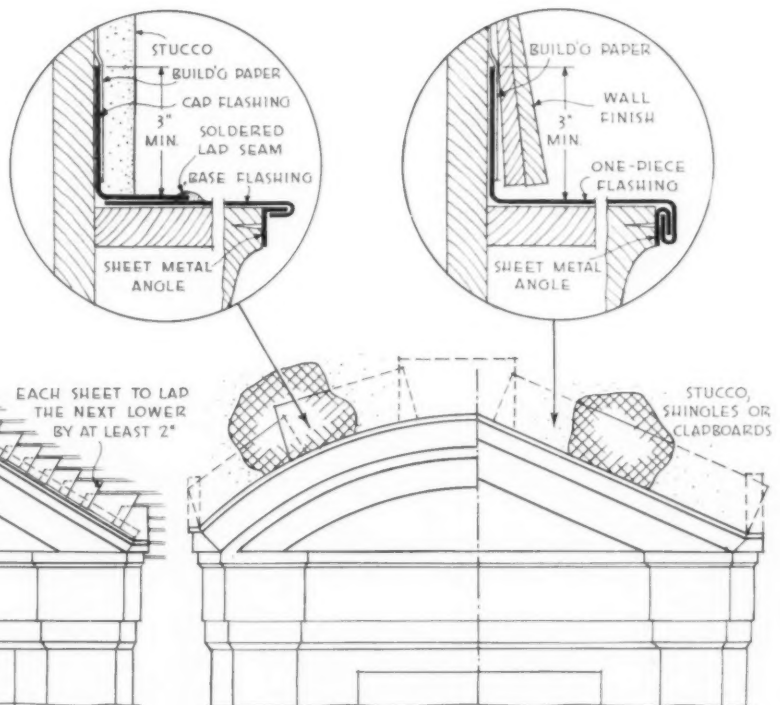 STUCCO
BUILD'G PAPER
CAP FLASHING
3"
MIN.
SOLDERED
LAP SEAM
BASE FLASHING
SHEET METAL
ANGLE
BUILD'G PAPER
WALL
FINISH
3"
MIN.
ONE-PIECE
FLASHING
SHEET METAL
ANGLE
EACH SHEET TO LAP
THE NEXT LOWER
BY AT LEAST 2"
STUCCO,
SHINGLES OR
CLAPBOARDS